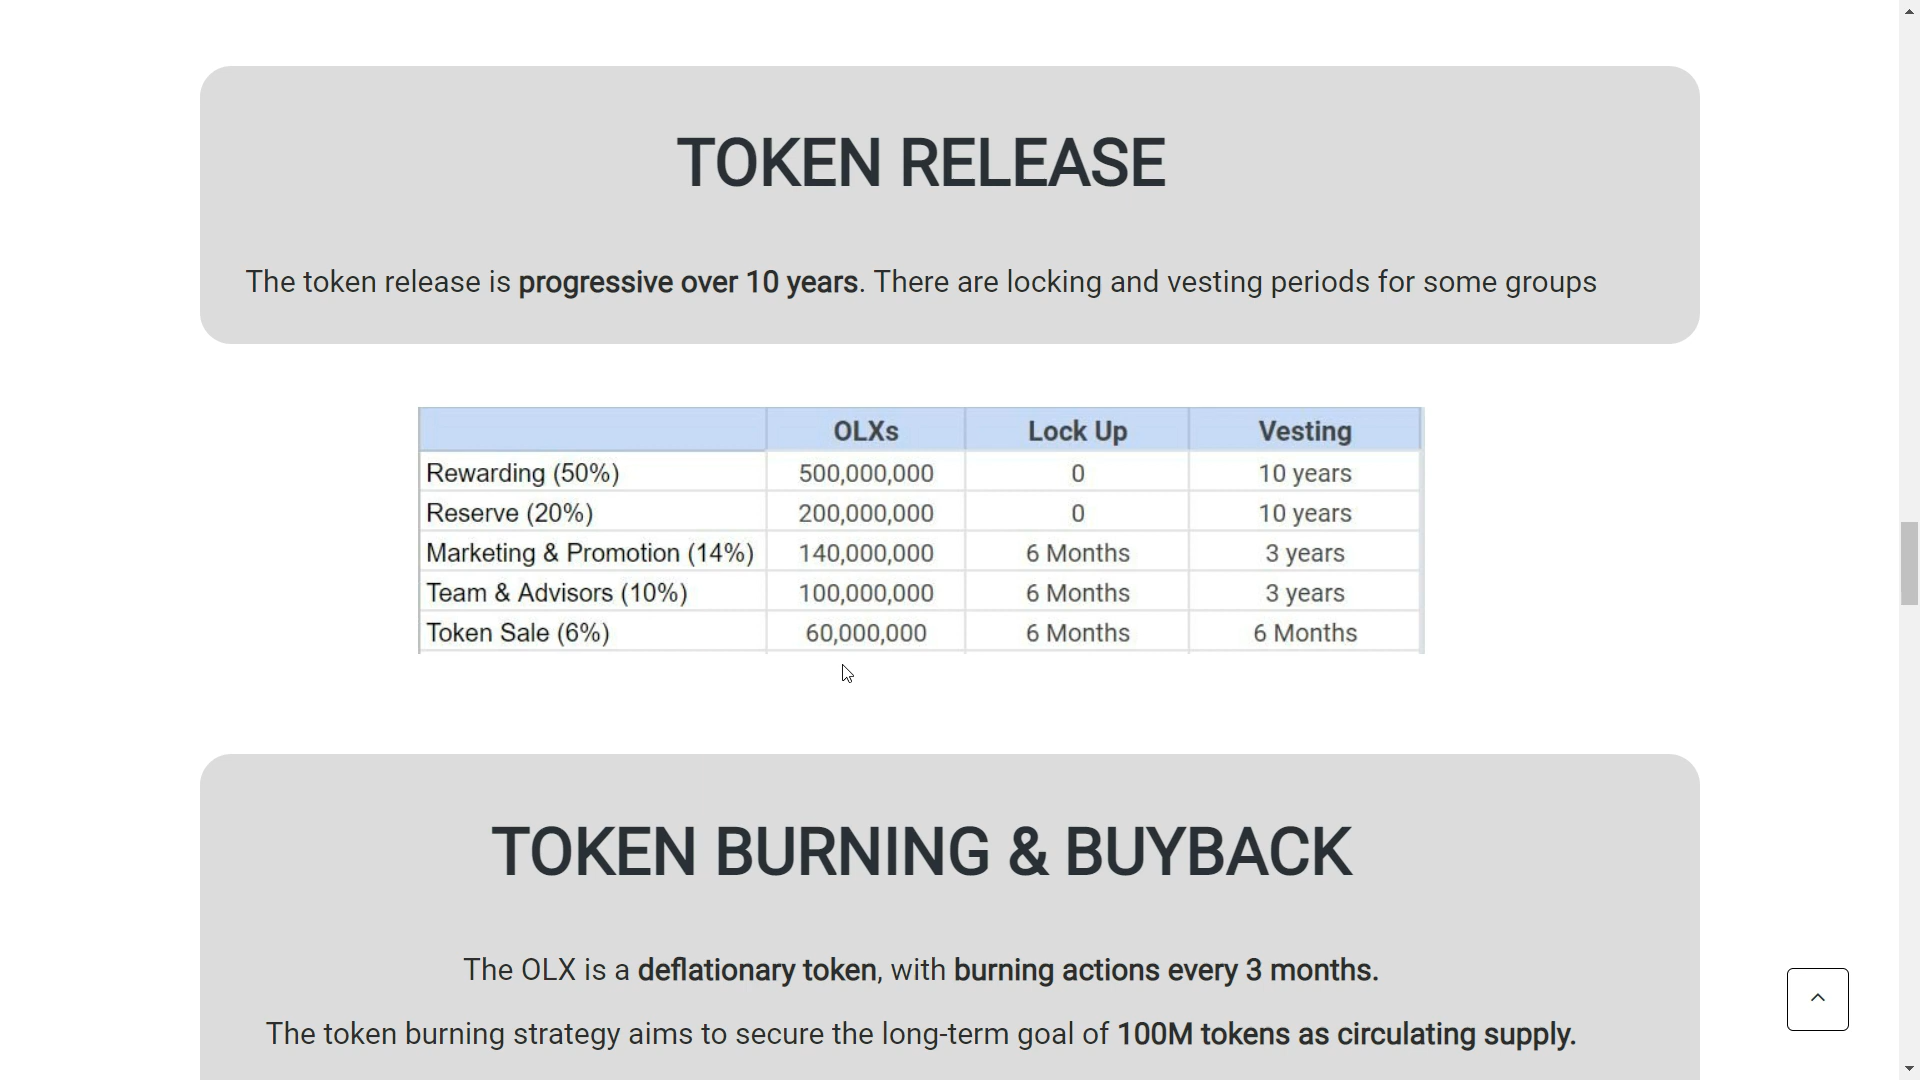 TOKEN RELEASE
The token release is progressive over 10 years. There are locking and vesting periods for some groups
OLXs Lock Up Vesting
Rewarding (50%) 500,000,000 0 10 years
Reserve (20%) 200,000,000 0 10 years
Marketing & Promotion (14%) 140,000,000 6 Months 3 years
Team & Advisors (10%) 100,000,000 6 Months 3 years
Token Sale (6%) 60,000,000 6 Months 6 Months
TOKEN BURNING & BUYBACK
The OLX is a deflationary token, with burning actions every 3 months.
The token burning strategy aims to secure the long-term goal of 100M tokens as circulating supply.